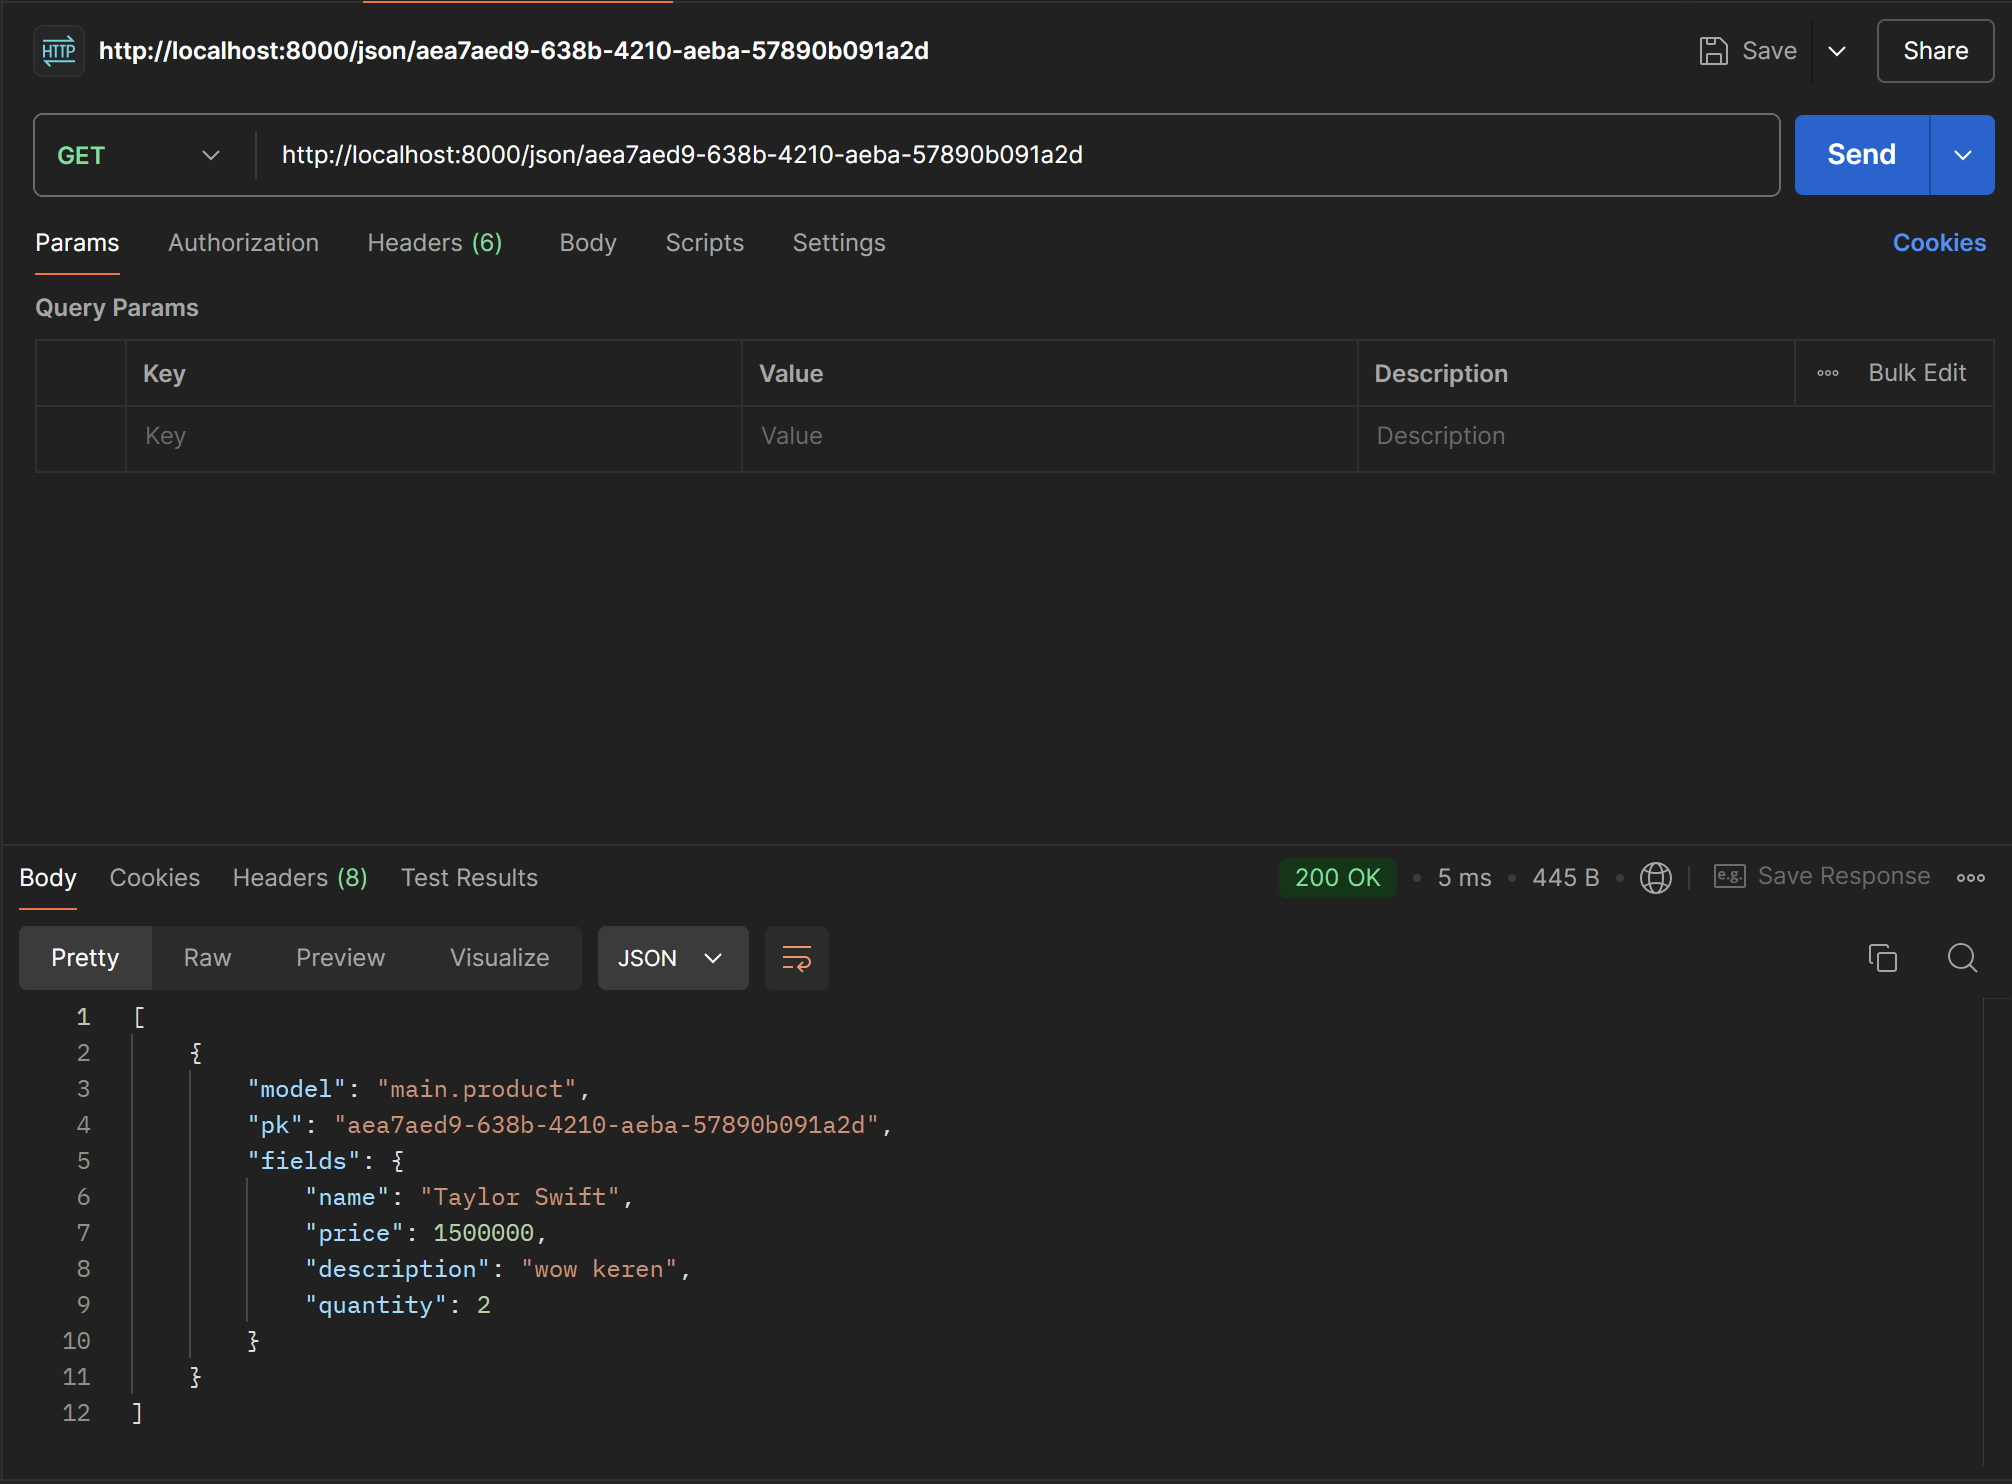 HTTP http://localhost:8000/json/aea7aed9-638b-4210-aeba-57890b091a2d Save Share
GET http://localhost:8000/json/aea7aed9-638b-4210-aeba-57890b091a2d Send
Params Authorization Headers (6) Body Scripts Settings Cookies
Query Params
Key Value Description Bulk Edit
Key Value Description
Body Cookies Headers (8) Test Results 200 OK 5 ms 445 B e.g. Save Response
Pretty Raw Preview Visualize JSON
1 [
2 {
3 "model": "main.product",
4 "pk": "aea7aed9-638b-4210-aeba-57890b091a2d",
5 "fields": {
6 "name": "Taylor Swift",
7 "price": 1500000,
8 "description": "wow keren",
9 "quantity": 2
10 }
11 }
12 ]